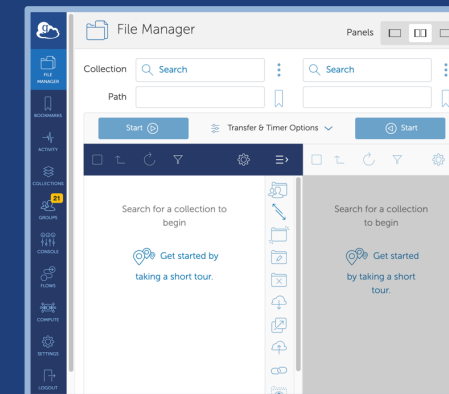 File Manager
Panels
Collection
Search
Search
Path
Start
Transfer & Timer Options
Start
FILE
MANAGER
BOOKMARKS
ACTIVITY
COLLECTIONS
21
GROUPS
CONSOLE
FLOWS
COMPUTE
SETTINGS
LOGOUT
Search for a collection to
begin
Get started by
taking a short tour.
Search for a collection
to begin
Get started
by taking a short
tour.